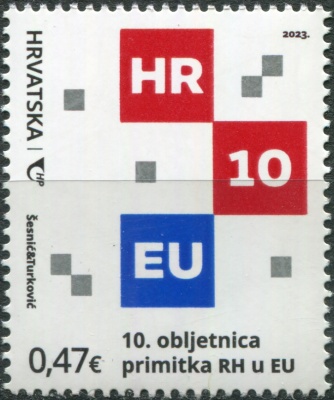 HRVATSKA | HP
Šesnić&Turković
2023.
HR
10
EU
10. obljetnica
primitka RH u EU
0,47€